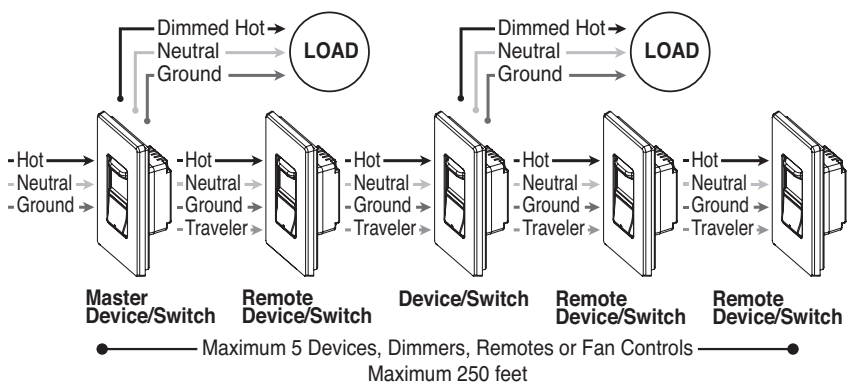 Dimmed Hot
Neutral
Ground
LOAD
Dimmed Hot
Neutral
Ground
LOAD
Hot
Neutral
Ground
Hot
Neutral
Ground
Traveler
Hot
Neutral
Ground
Traveler
Hot
Neutral
Ground
Traveler
Hot
Neutral
Ground
Traveler
Master
Device/Switch
Remote
Device/Switch
Device/Switch
Remote
Device/Switch
Remote
Device/Switch
Maximum 5 Devices, Dimmers, Remotes or Fan Controls
Maximum 250 feet